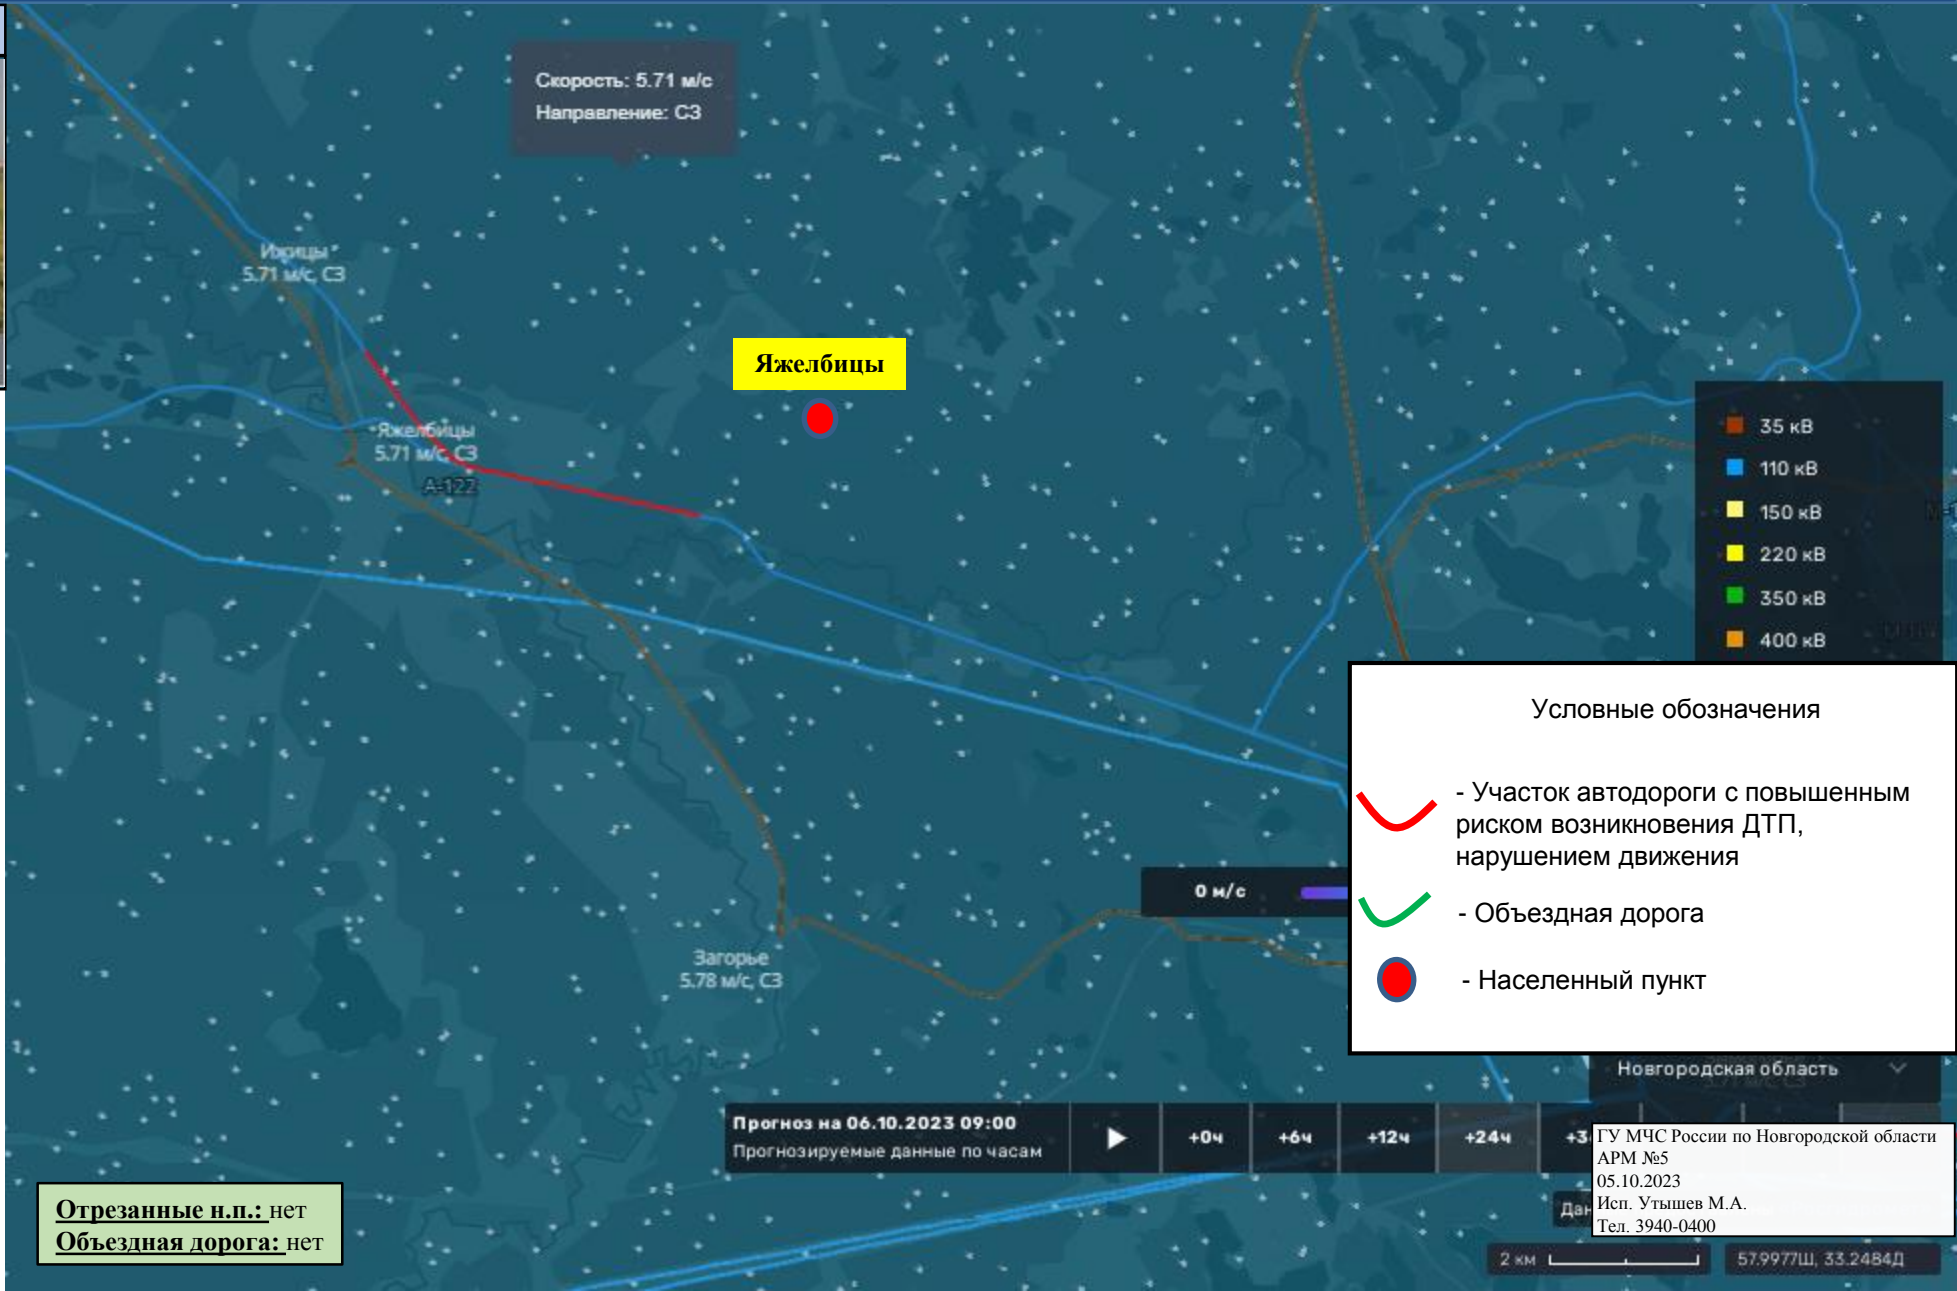 Скорость: 5.71 м/с
Направление: СЗ
Ижицы
5.71 м/с, СЗ
Яжелбицы
Яжелбицы
5.71 м/с, СЗ
А-122
35 кВ
110 кВ
150 кВ
220 кВ
350 кВ
400 кВ
Условные обозначения
- Участок автодороги с повышенным
риском возникновения ДТП,
нарушением движения
- Объездная дорога
- Населенный пункт
0 м/с
Загорье
5.78 м/с, СЗ
Новгородская область
Прогноз на 06.10.2023 09:00
Прогнозируемые данные по часам
+0ч
+6ч
+12ч
+24ч
+3
ГУ МЧС России по Новгородской области
АРМ №5
05.10.2023
Исп. Утышев М.А.
Тел. 3940-0400
Дан
Отрезанные н.п.: нет
Объездная дорога: нет
2 км
57.9977Ш, 33.2484Д